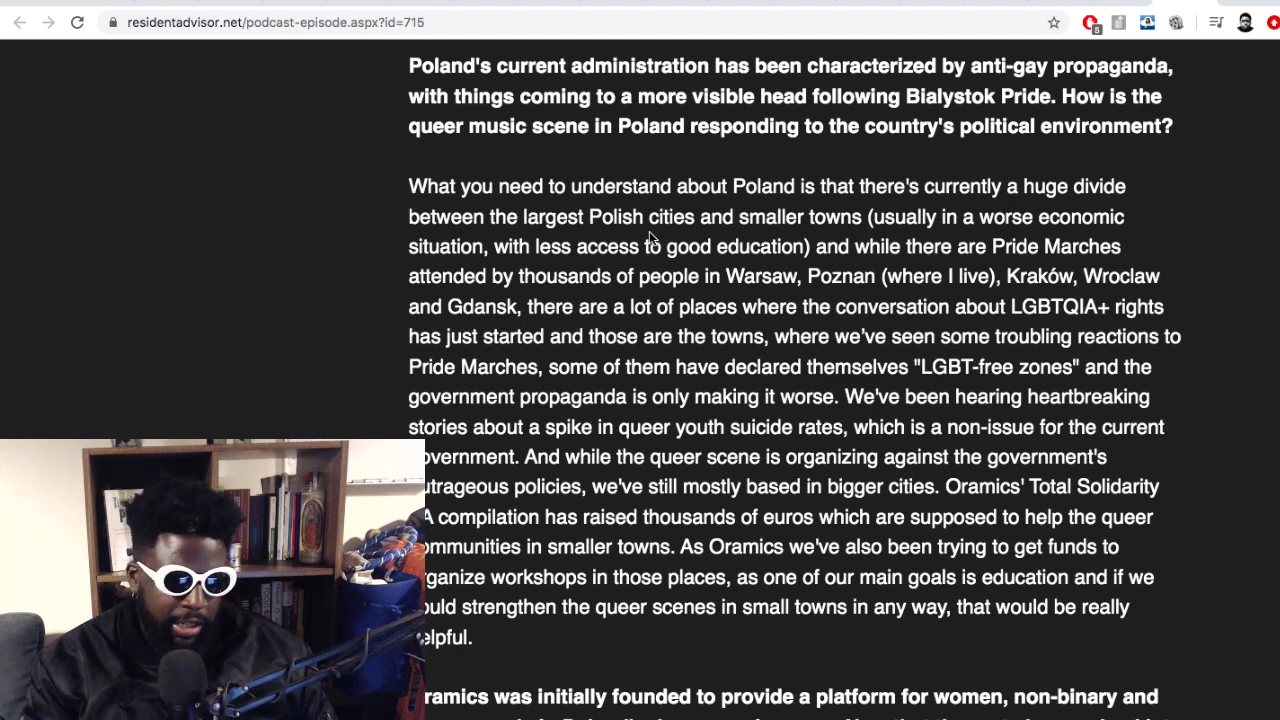 residentadvisor.net/podcast-episode.aspx?id=715
5
Poland's current administration has been characterized by anti-gay propaganda,
with things coming to a more visible head following Bialystok Pride. How is the
queer music scene in Poland responding to the country's political environment?
What you need to understand about Poland is that there's currently a huge divide
between the largest Polish cities and smaller towns (usually in a worse economic
situation, with less access to good education) and while there are Pride Marches
attended by thousands of people in Warsaw, Poznan (where I live), Kraków, Wroclaw
and Gdansk, there are a lot of places where the conversation about LGBTQIA+ rights
has just started and those are the towns, where we've seen some troubling reactions to
Pride Marches, some of them have declared themselves "LGBT-free zones" and the
government propaganda is only making it worse. We've been hearing heartbreaking
stories about a spike in queer youth suicide rates, which is a non-issue for the current
overnment. And while the queer scene is organizing against the government's
utrageous policies, we've still mostly based in bigger cities. Oramics' Total Solidarity
A compilation has raised thousands of euros which are supposed to help the queer
ommunities in smaller towns. As Oramics we've also been trying to get funds to
rganize workshops in those places, as one of our main goals is education and if we
ould strengthen the queer scenes in small towns in any way, that would be really
elpful.
ramics was initially founded to provide a platform for women, non-binary and